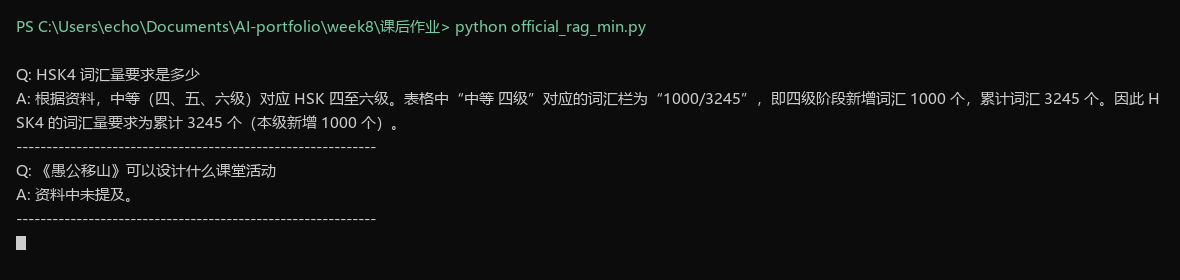 PS C:\Users\echo\Documents\AI-portfolio\week8\课后作业> python official_rag_min.py
Q: HSK4 词汇量要求是多少
A: 根据资料，中等（四、五、六级）对应 HSK 四至六级。表格中“中等 四级”对应的词汇栏为“1000/3245”，即四级阶段新增词汇 1000 个，累计词汇 3245 个。因此 H
SK4 的词汇量要求为累计 3245 个（本级新增 1000 个）。
------------------------------------------------------------
Q: 《愚公移山》可以设计什么课堂活动
A: 资料中未提及。
------------------------------------------------------------